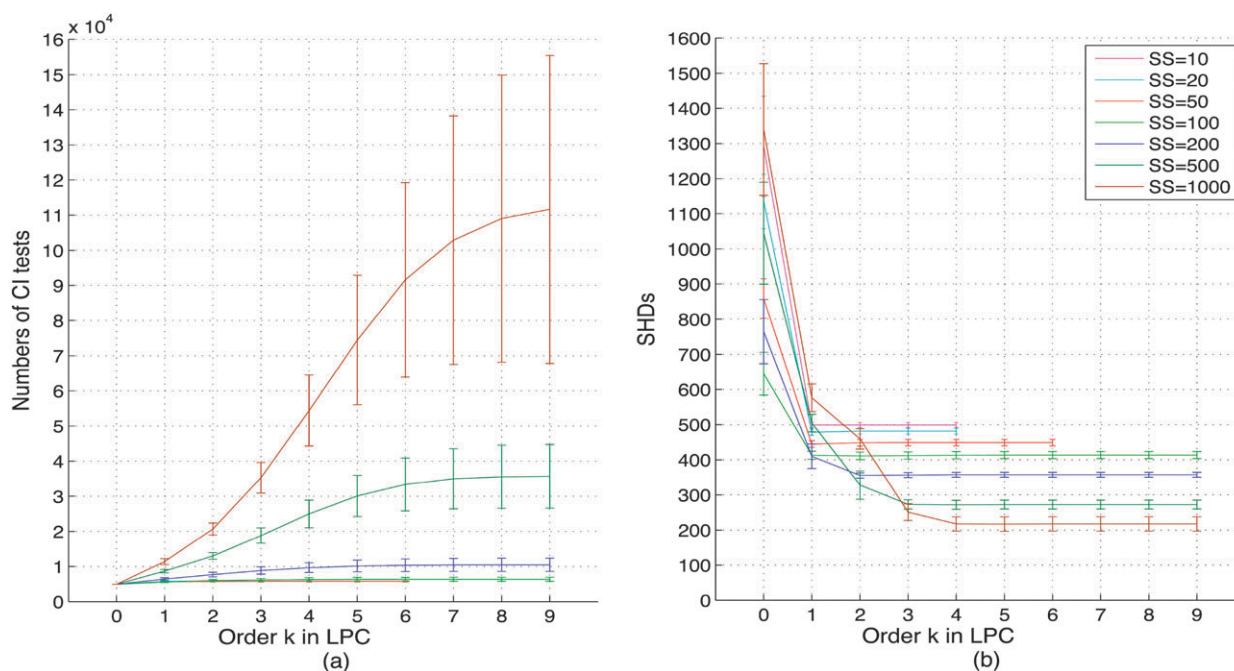 x 10⁴
16
15
14
13
12
11
10
9
8
7
6
5
4
3
2
1
0
Numbers of CI tests
0 1 2 3 4 5 6 7 8 9
Order k in LPC
(a)
1600
1500
1400
1300
1200
1100
1000
900
800
700
600
500
400
300
200
100
0
SHDs
SS=10
SS=20
SS=50
SS=100
SS=200
SS=500
SS=1000
0 1 2 3 4 5 6 7 8 9
Order k in LPC
(b)